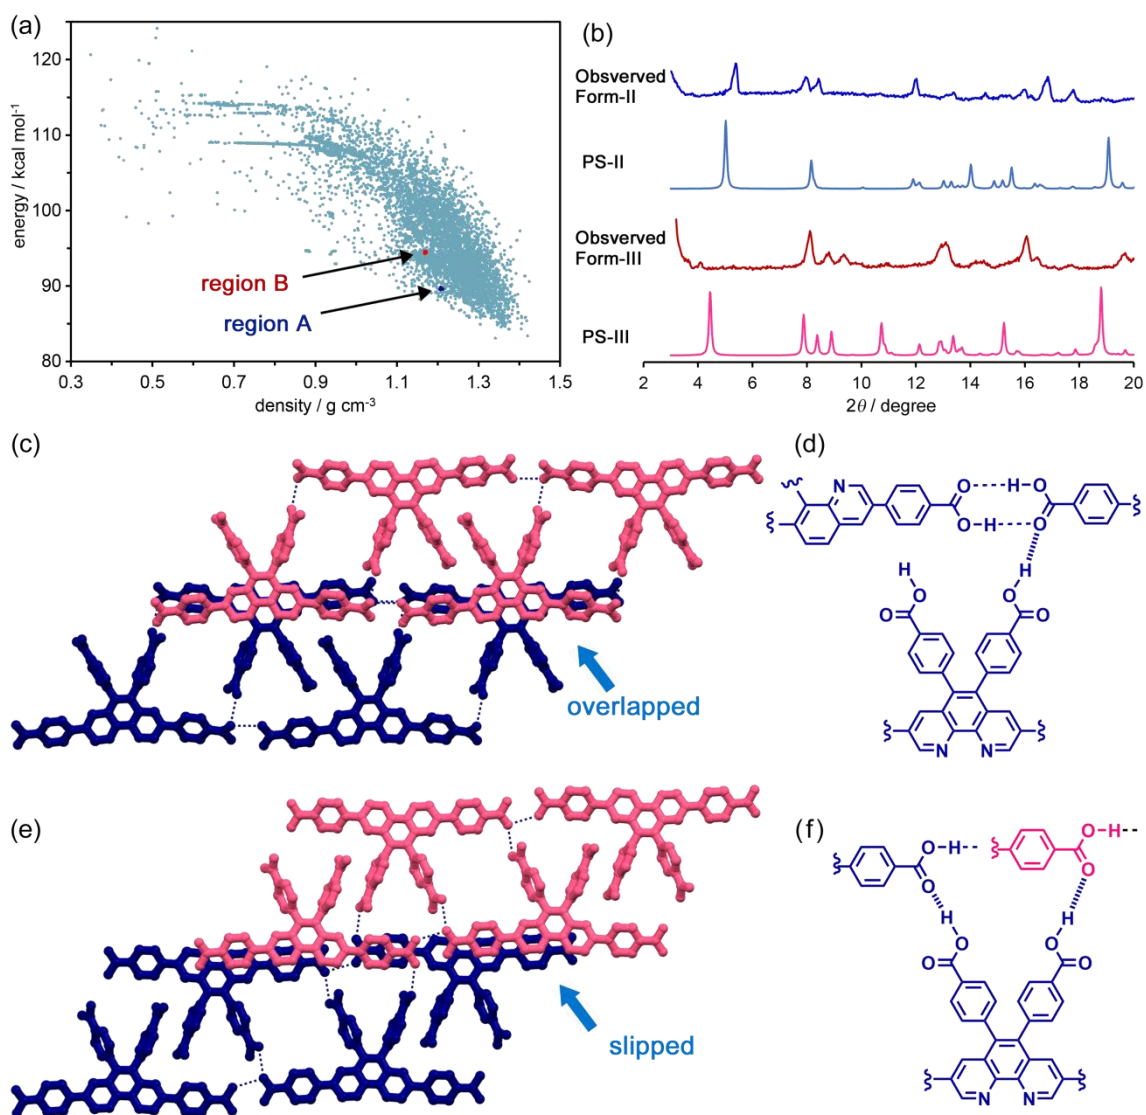 (a)
energy / kcal mol-1
120
110
100
90
80
region B
region A
0.3 0.5 0.7 0.9 1.1 1.3 1.5
density / g cm-3
(b)
Obsverved
Form-II
PS-II
Obsverved
Form-III
PS-III
2 4 6 8 10 12 14 16 18 20
2θ / degree
(c)
overlapped
(d)
N O H O
O H O
H H
O O
O O
N N
(e)
slipped
(f)
O H O H
O O
H H
O O
O O
N N